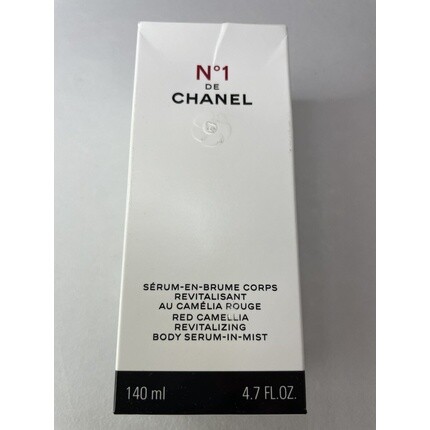 N°1
DE
CHANEL
SÉRUM-EN-BRUME CORPS
REVITALISANT
AU CAMÉLIA ROUGE
RED CAMELLIA
REVITALIZING
BODY SERUM-IN-MIST
140 ml 4.7 FL.OZ.